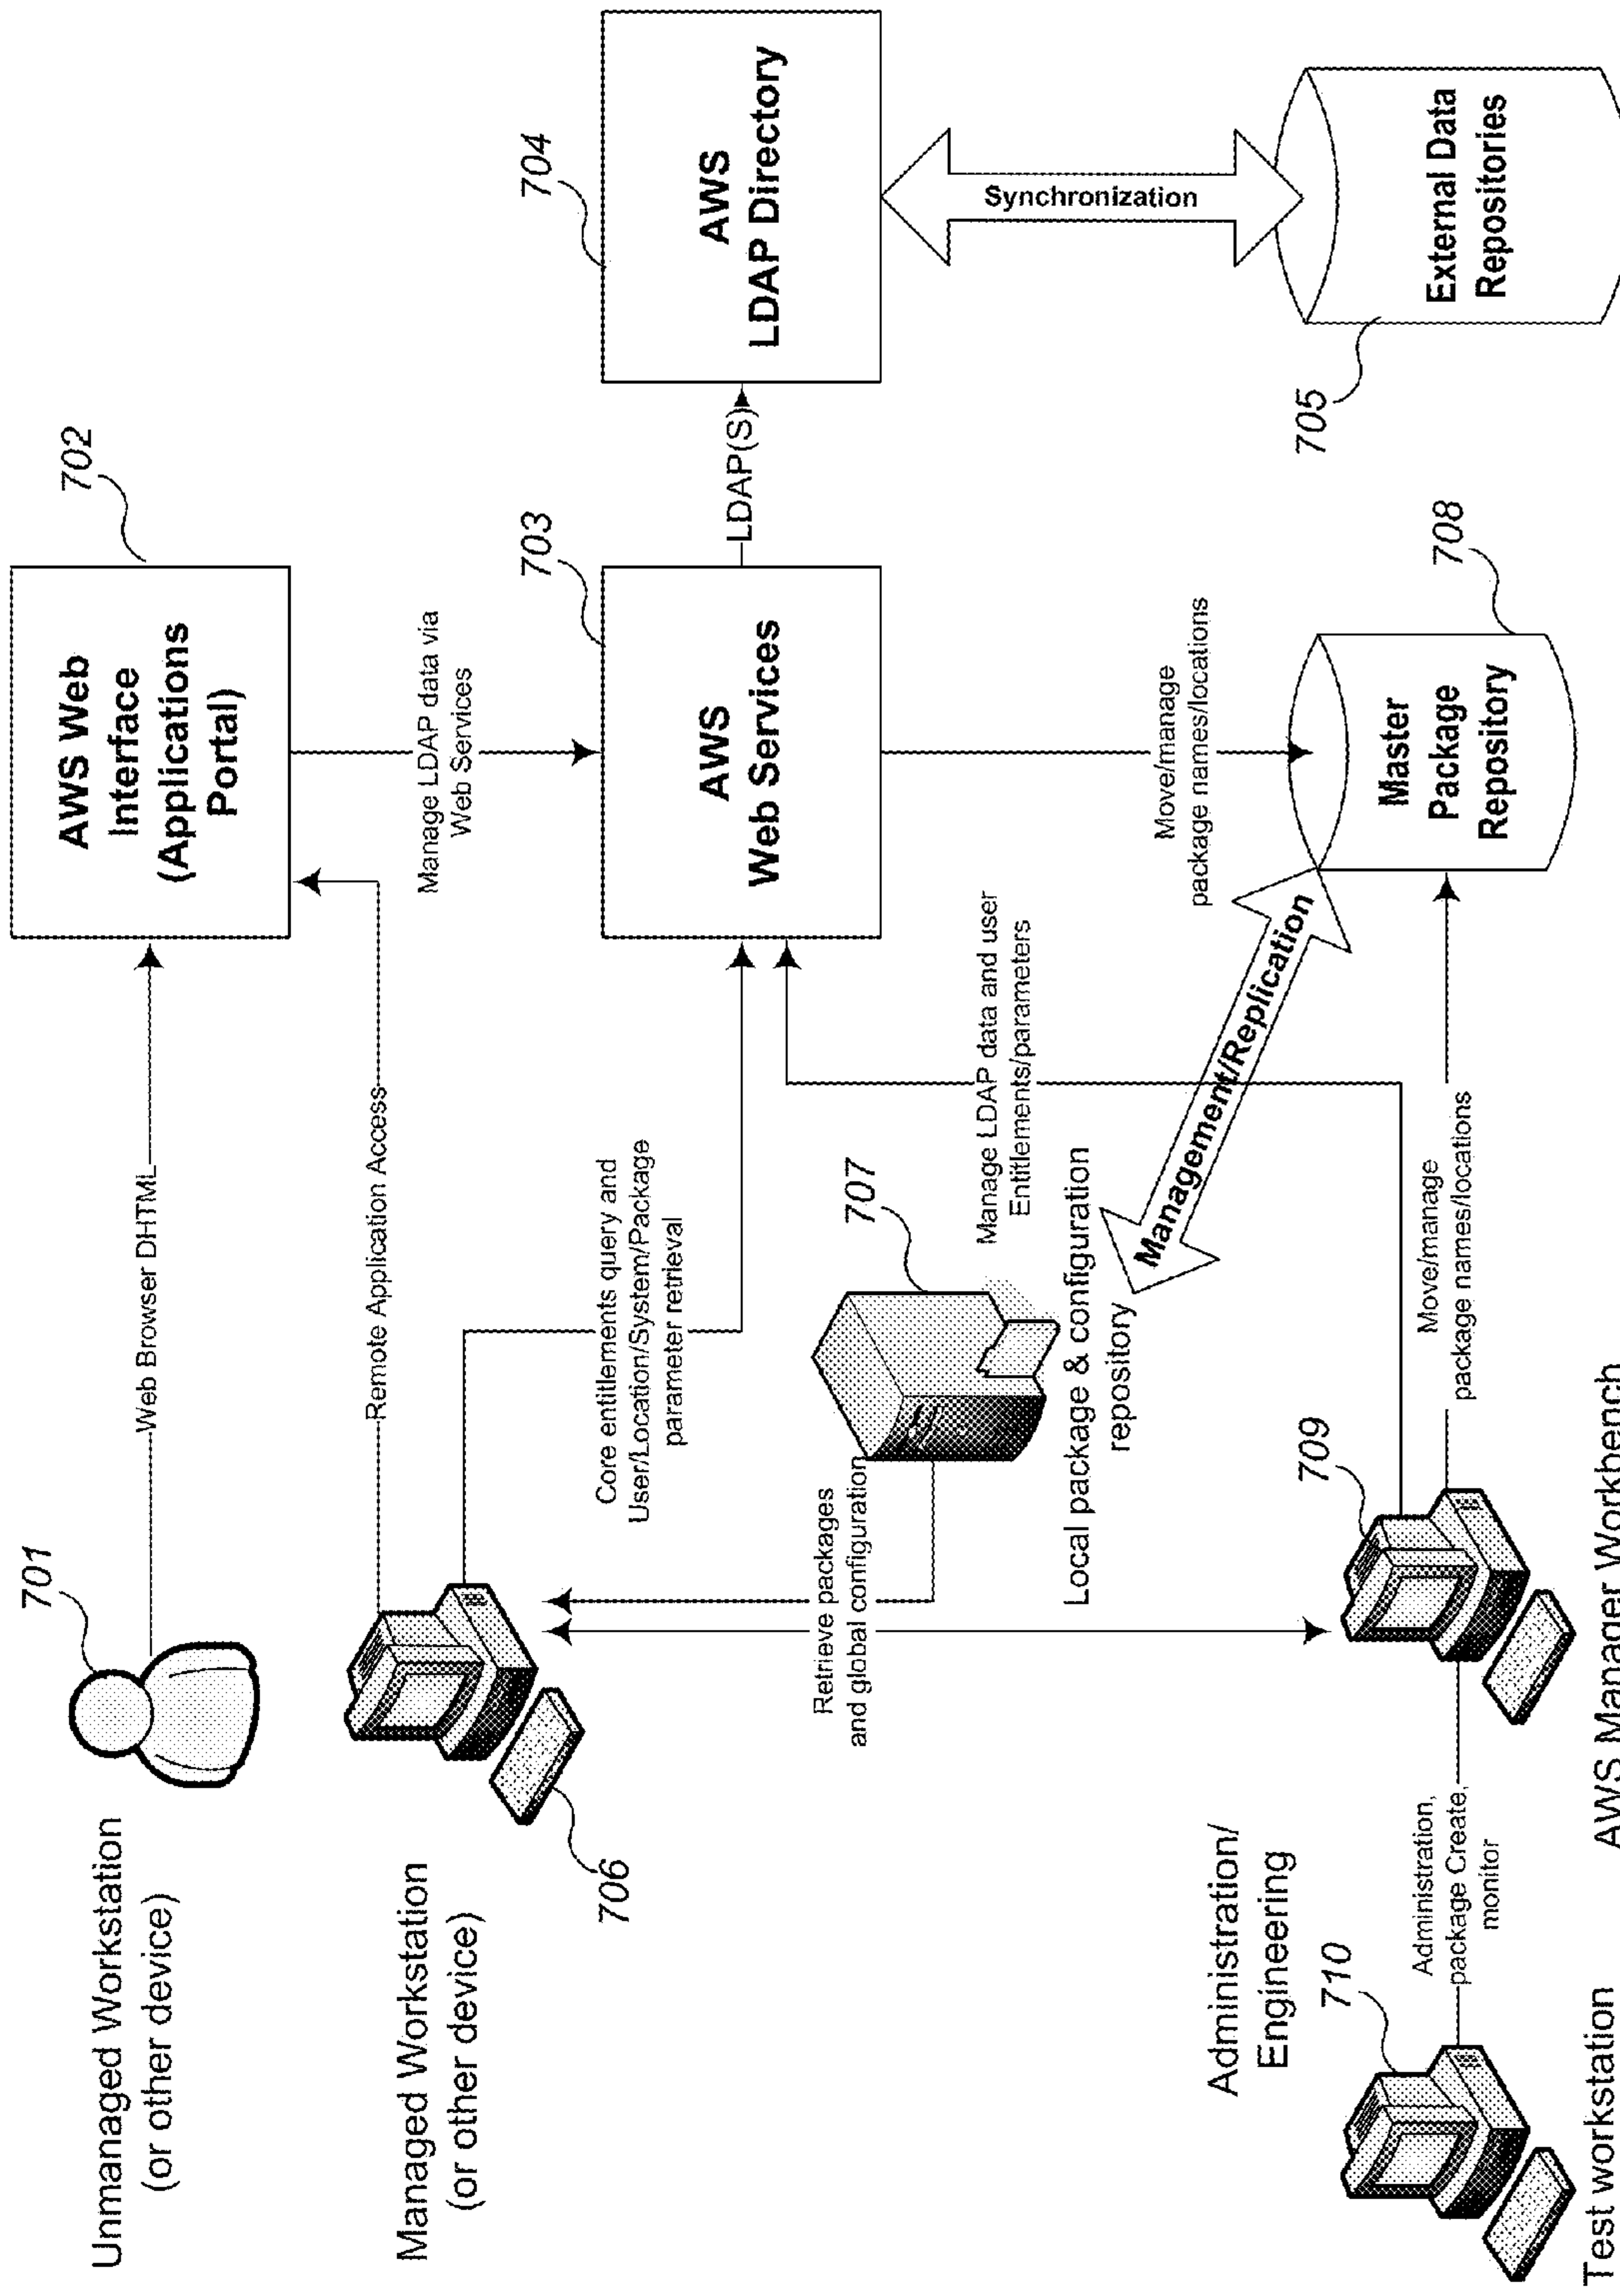 Unmanaged Workstation
(or other device)
701
Web Browser DHTML
AWS Web
Interface
(Applications
Portal)
702
Managed Workstation
(or other device)
706
Remote Application Access
Manage LDAP data via
Web Services
Core entitlements query and
User/Location/System/Package
parameter retrieval
AWS
Web Services
703
LDAP(S)
AWS
LDAP Directory
704
Retrieve packages
and global configuration
707
Local package & configuration
repository
Manage LDAP data and user
Entitlements/parameters
Move/manage
package names/locations
Synchronization
Management/Replication
Administration/
Engineering
710
Test workstation
Administration,
package Create,
monitor
709
AWS Manager Workbench
Move/manage
package names/locations
Master
Package
Repository
708
External Data
Repositories
705